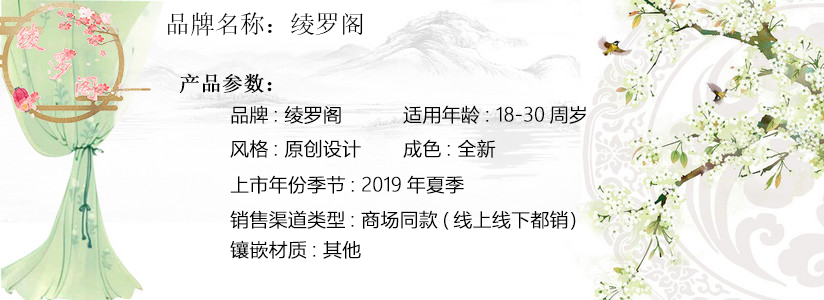 绫罗阁
品牌名称：绫罗阁
产品参数：
品牌 : 绫罗阁 适用年龄 : 18-30 周岁
风格 : 原创设计 成色 : 全新
上市年份季节 : 2019 年夏季
销售渠道类型 : 商场同款 ( 线上线下都销 )
镶嵌材质 : 其他